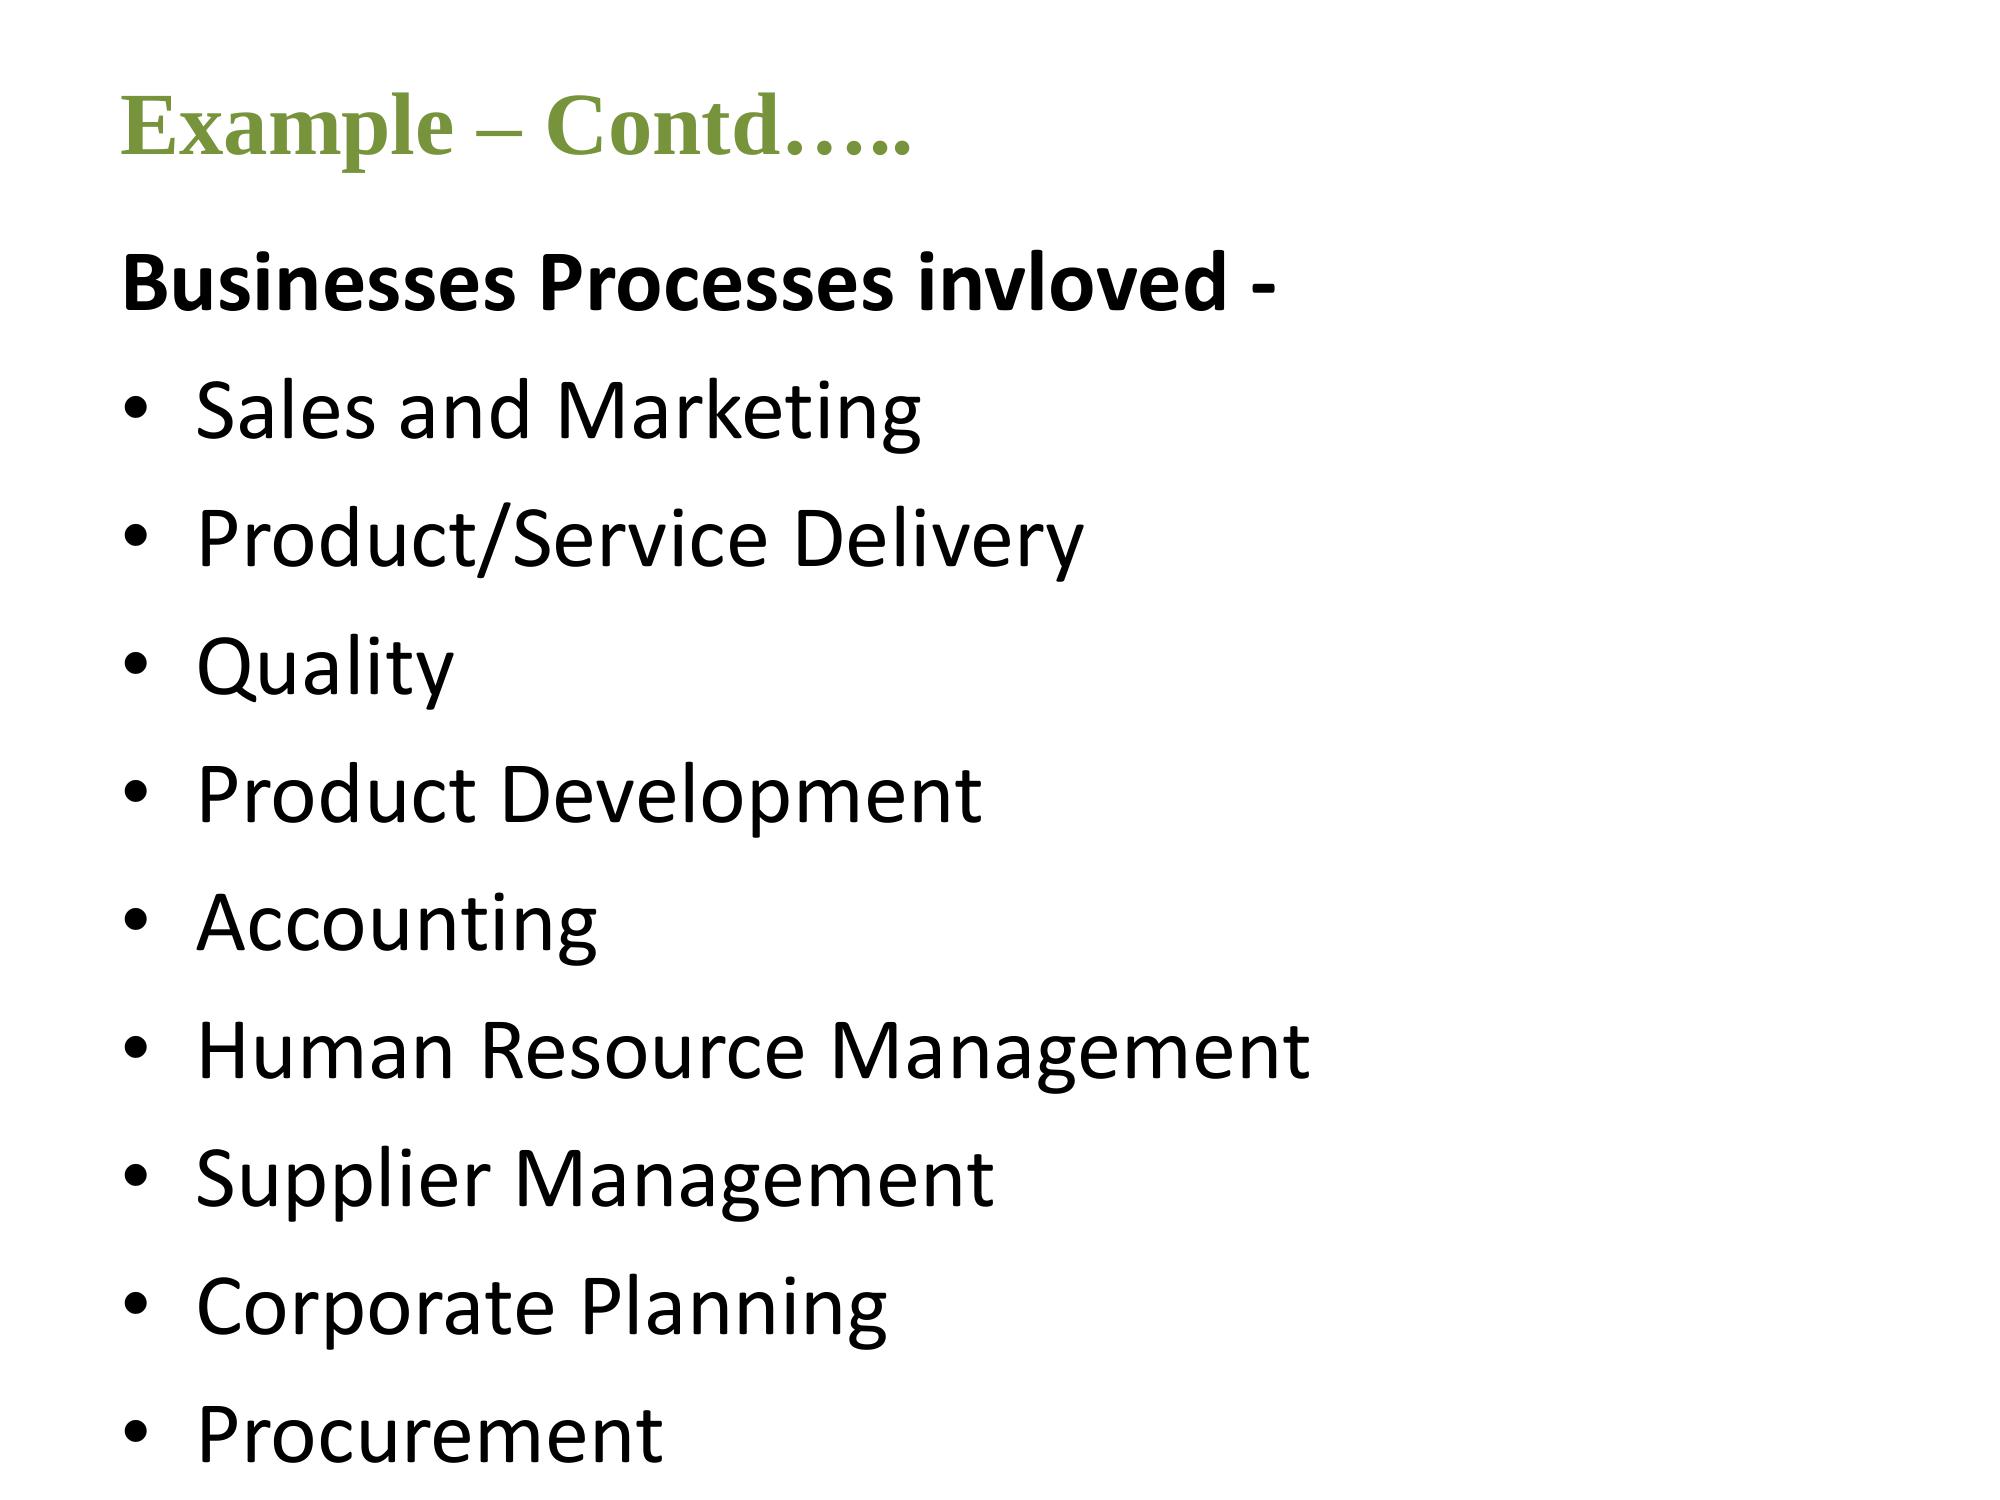 Example – Contd…..
Businesses Processes invloved -
• Sales and Marketing
• Product/Service Delivery
• Quality
• Product Development
• Accounting
• Human Resource Management
• Supplier Management
• Corporate Planning
• Procurement